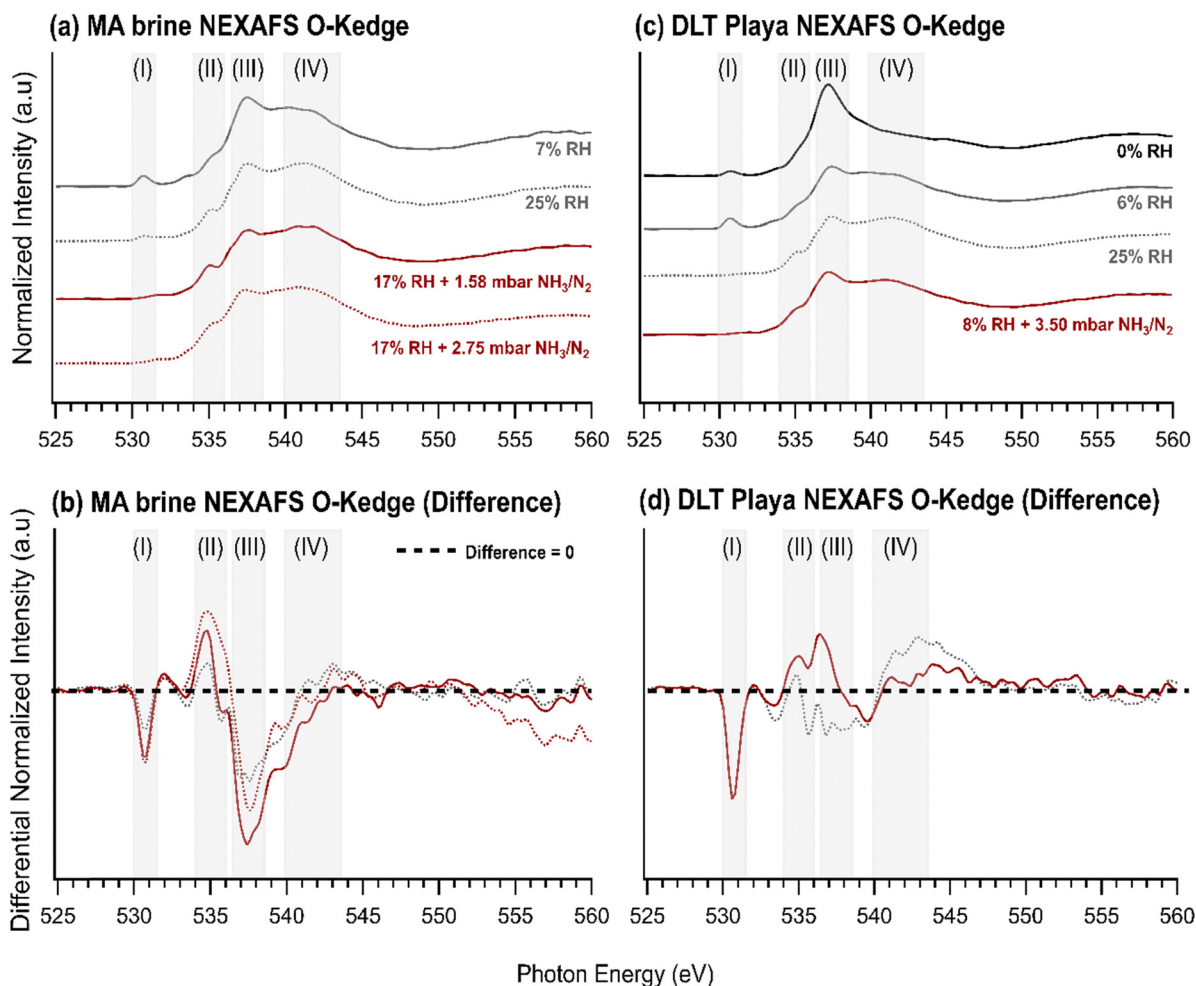 (a) MA brine NEXAFS O-Kedge
(I) (II) (III) (IV)
7% RH
25% RH
17% RH + 1.58 mbar NH3/N2
17% RH + 2.75 mbar NH3/N2
525 530 535 540 545 550 555 560
Normalized Intensity (a.u)
(c) DLT Playa NEXAFS O-Kedge
(I) (II) (III) (IV)
0% RH
6% RH
25% RH
8% RH + 3.50 mbar NH3/N2
525 530 535 540 545 550 555 560
(b) MA brine NEXAFS O-Kedge (Difference)
(I) (II) (III) (IV)
Difference = 0
525 530 535 540 545 550 555 560
Differential Normalized Intensity (a.u)
(d) DLT Playa NEXAFS O-Kedge (Difference)
(I) (II) (III) (IV)
525 530 535 540 545 550 555 560
Photon Energy (eV)